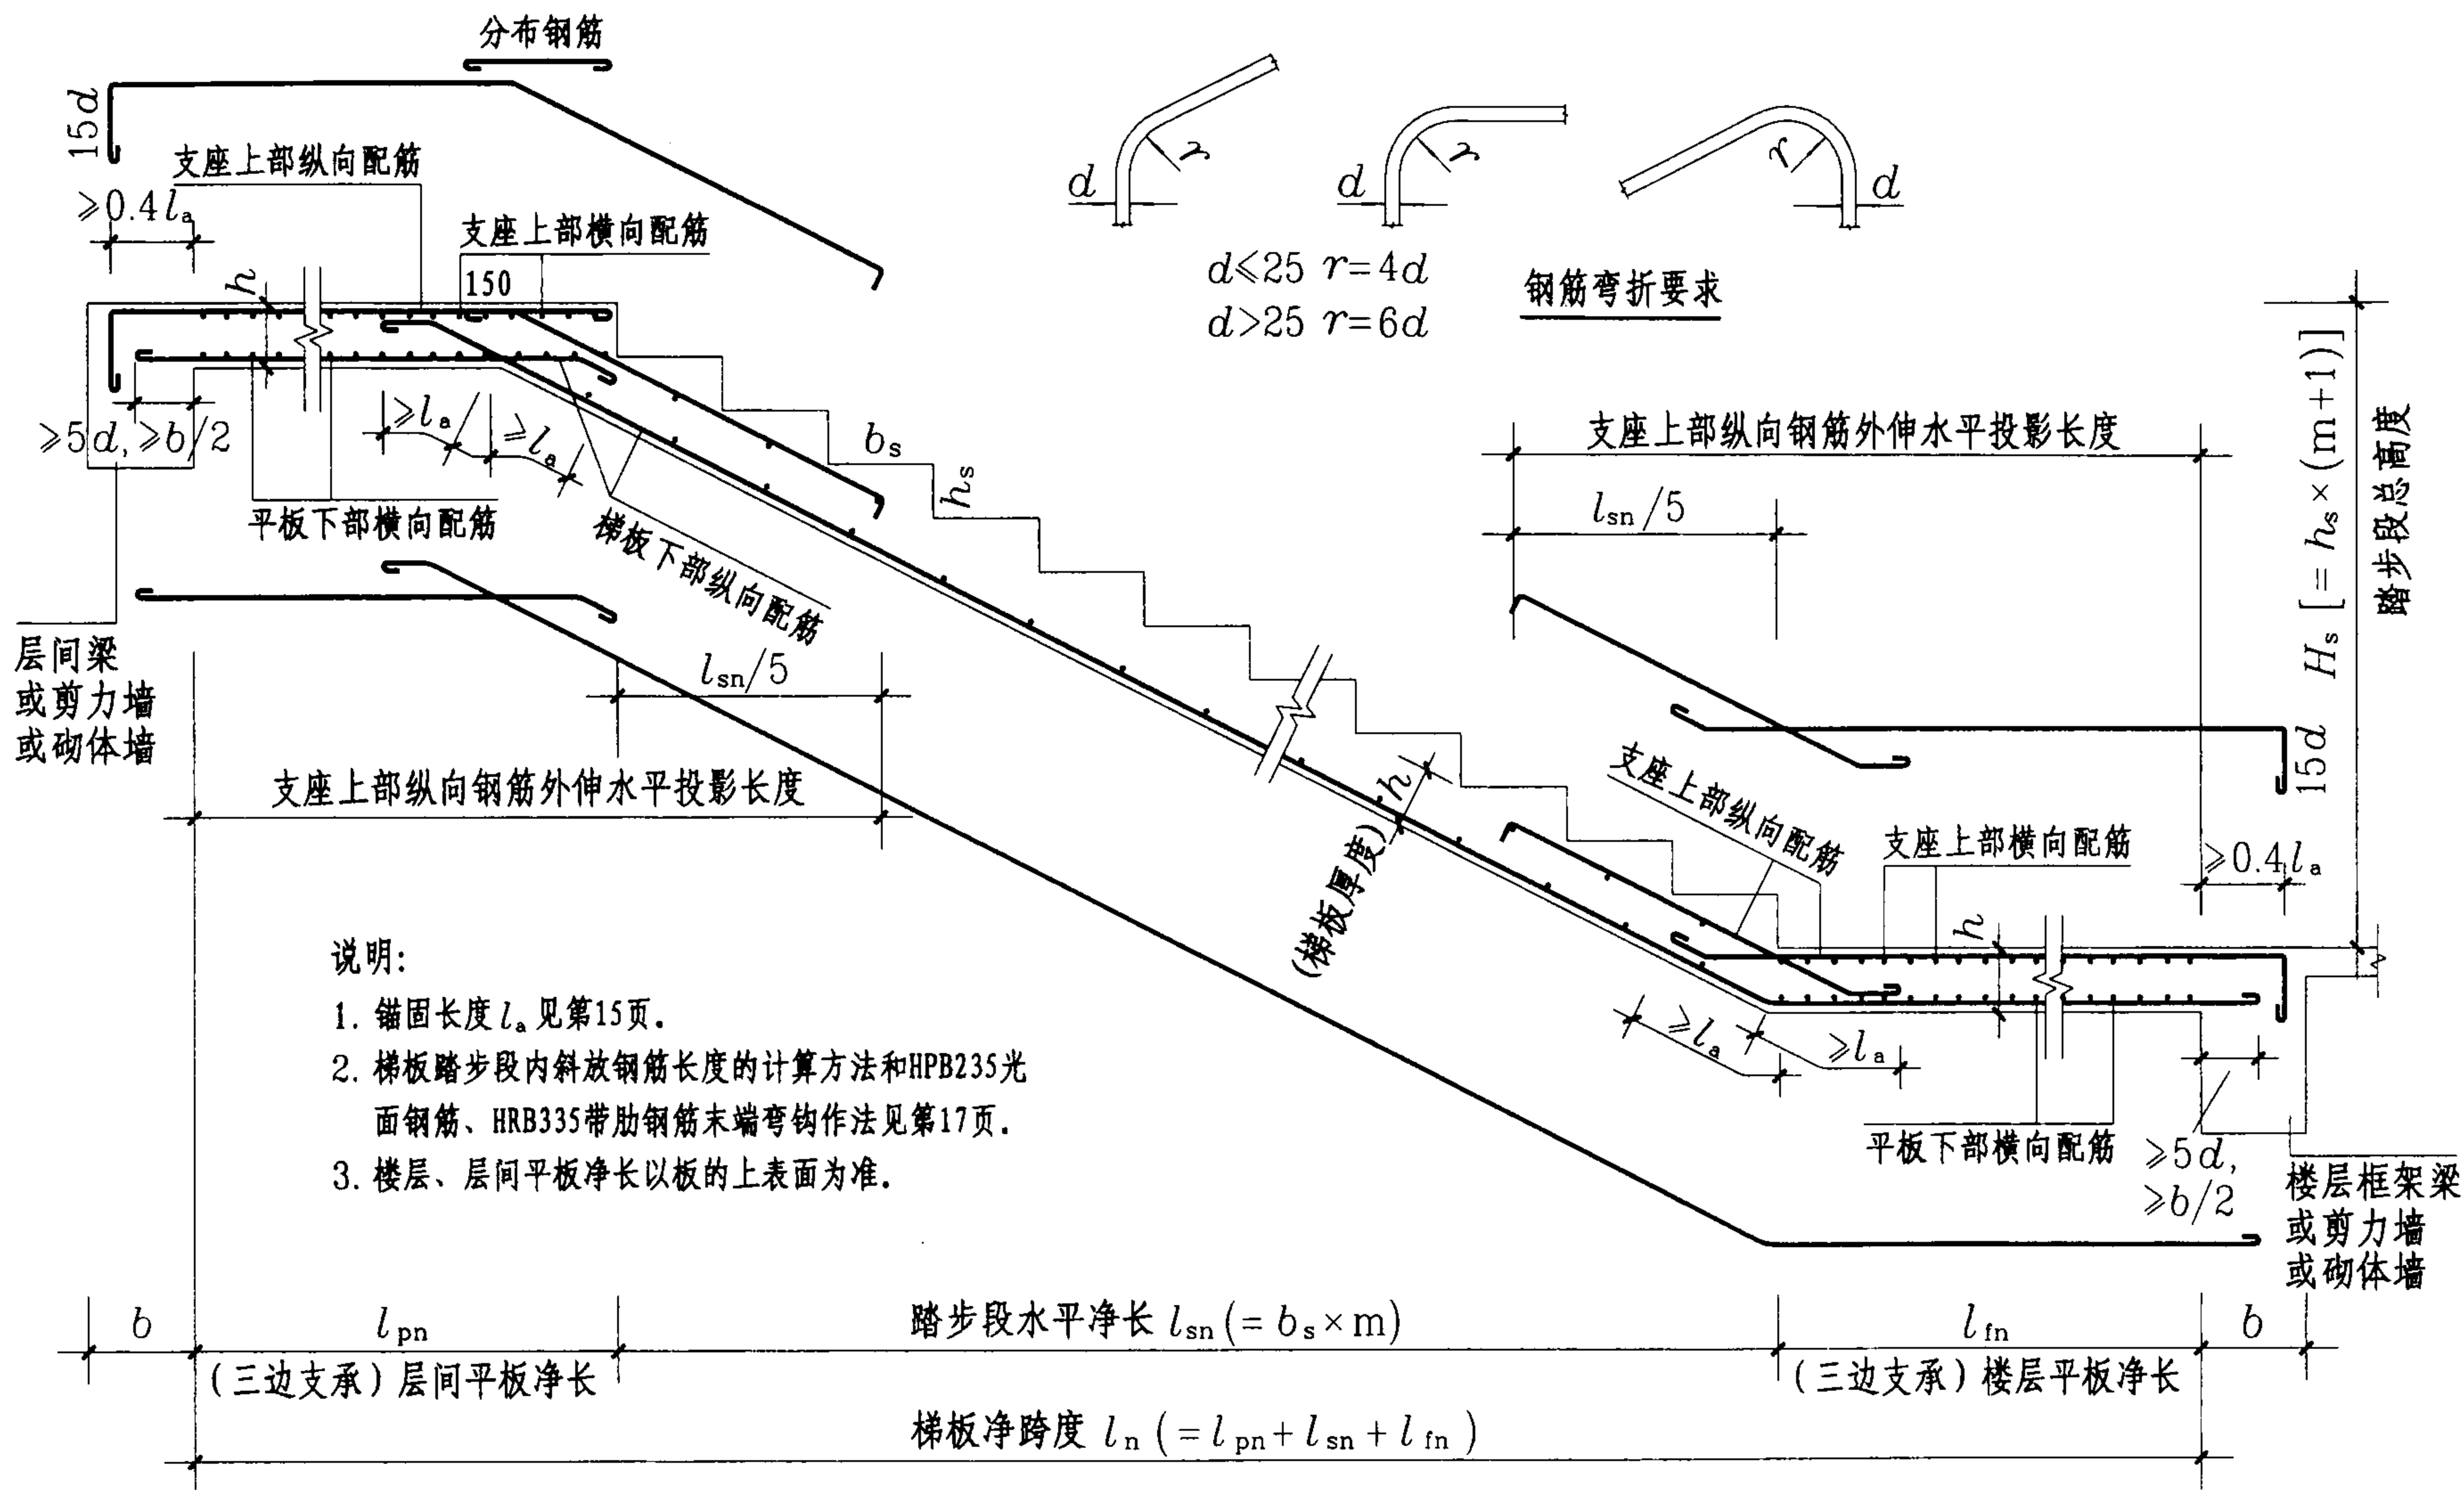 分布钢筋
15d
支座上部纵向配筋
≥0.4la
支座上部横向配筋
150
h
≥5d, ≥b/2
≥la
≥la
平板下部横向配筋
梯板下部纵向配筋
bs
hs
d
r
d
r
r
d
d≤25 r=4d
d>25 r=6d
钢筋弯折要求
支座上部纵向钢筋外伸水平投影长度
lsn/5
Hs [=hs×(m+1)]
踏步段总高度
层间梁
或剪力墙
或砌体墙
lsn/5
支座上部纵向钢筋外伸水平投影长度
15d
支座上部纵向配筋
支座上部横向配筋
≥0.4la
h
(梯板厚度)
h
≥la
≥la
平板下部横向配筋
≥5d,
≥b/2
楼层框架梁
或剪力墙
或砌体墙
说明:
1. 锚固长度la见第15页。
2. 梯板踏步段内斜放钢筋长度的计算方法和HPB235光
面钢筋、HRB335带肋钢筋末端弯钩作法见第17页。
3. 楼层、层间平板净长以板的上表面为准。
b
lpn
踏步段水平净长 lsn(=bs×m)
lfn
b
(三边支承)层间平板净长
(三边支承)楼层平板净长
梯板净跨度 ln (=lpn+lsn+lfn)